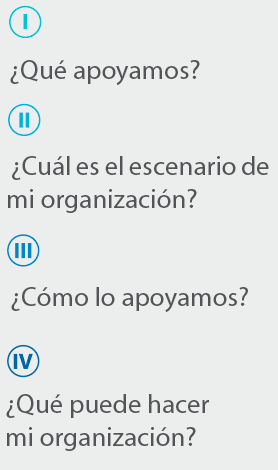 I
¿Qué apoyamos?
II
¿Cuál es el escenario de
mi organización?
III
¿Cómo lo apoyamos?
IV
¿Qué puede hacer
mi organización?